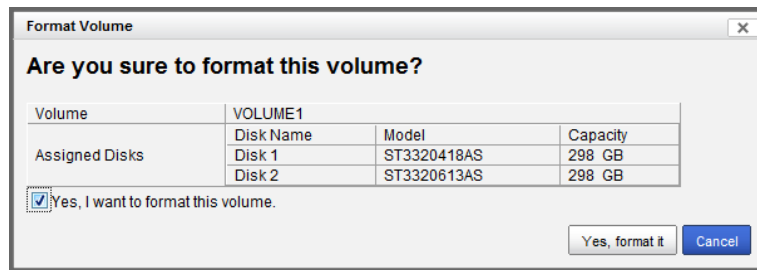 Format Volume
Are you sure to format this volume?
Volume VOLUME1
Assigned Disks Disk Name Model Capacity
Disk 1 ST3320418AS 298 GB
Disk 2 ST3320613AS 298 GB
Yes, I want to format this volume.
Yes, format it Cancel